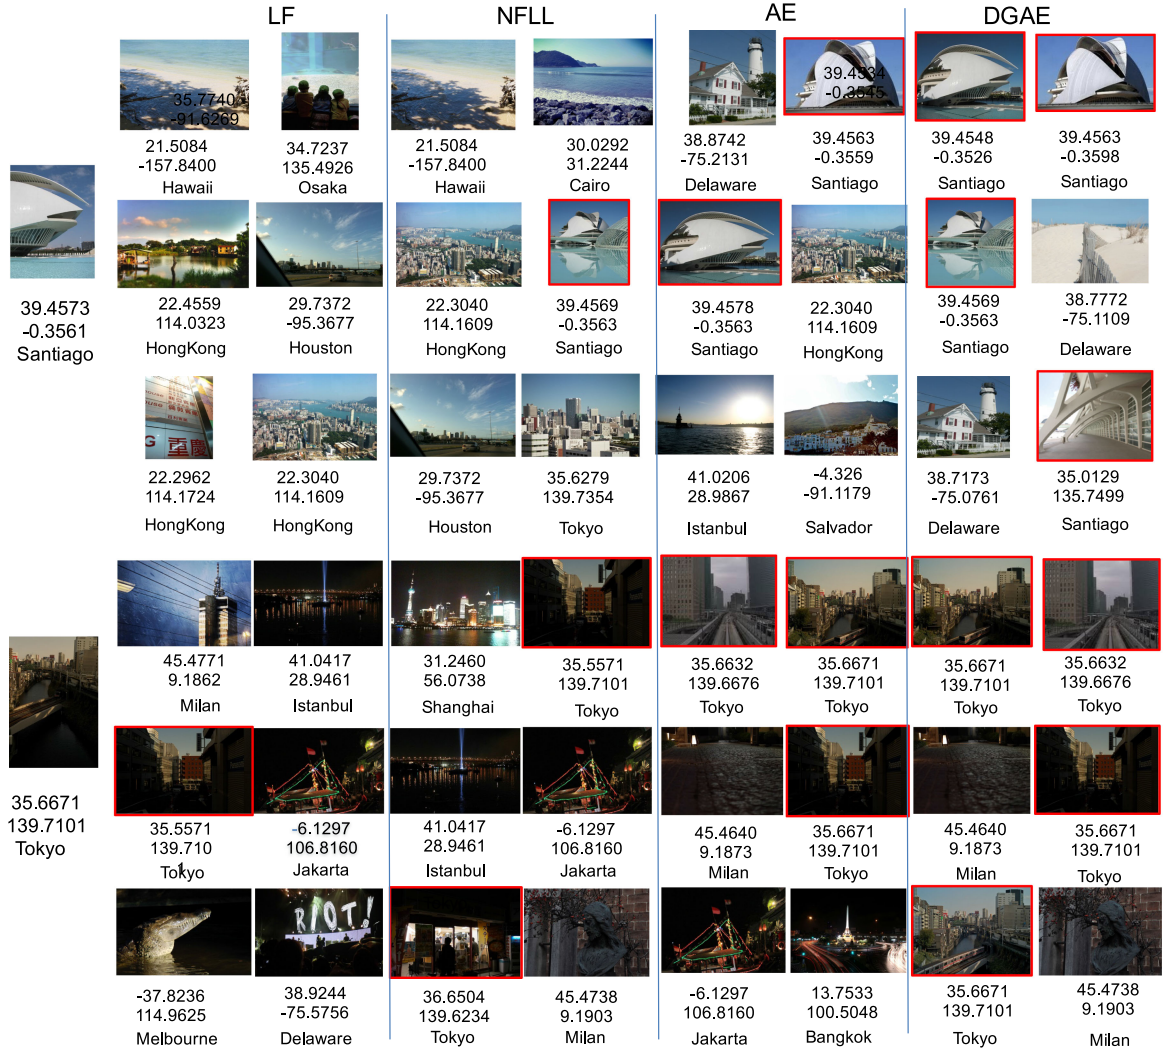 LF NFLL AE DGAE
35.7740
-91.6269
39.4534
-0.3545
21.5084 34.7237 21.5084 30.0292 38.8742 39.4563 39.4548 39.4563
-157.8400 135.4926 -157.8400 31.2244 -75.2131 -0.3559 -0.3526 -0.3598
Hawaii Osaka Hawaii Cairo Delaware Santiago Santiago Santiago
39.4573
-0.3561
Santiago
22.4559 29.7372 22.3040 39.4569 39.4578 22.3040 39.4569 38.7772
114.0323 -95.3677 114.1609 -0.3563 -0.3563 114.1609 -0.3563 -75.1109
HongKong Houston HongKong Santiago Santiago HongKong Santiago Delaware
G 重慶
22.2962 22.3040 29.7372 35.6279 41.0206 -4.326 38.7173 35.0129
114.1724 114.1609 -95.3677 139.7354 28.9867 -91.1179 -75.0761 135.7499
HongKong HongKong Houston Tokyo Istanbul Salvador Delaware Santiago
45.4771 41.0417 31.2460 35.5571 35.6632 35.6671 35.6671 35.6632
9.1862 28.9461 56.0738 139.7101 139.6676 139.7101 139.7101 139.6676
Milan Istanbul Shanghai Tokyo Tokyo Tokyo Tokyo Tokyo
35.6671
139.7101
Tokyo
35.5571 -6.1297 41.0417 -6.1297 45.4640 35.6671 45.4640 35.6671
139.710 106.8160 28.9461 106.8160 9.1873 139.7101 9.1873 139.7101
1
Tokyo Jakarta Istanbul Jakarta Milan Tokyo Milan Tokyo
RIOT!
-37.8236 38.9244 36.6504 45.4738 -6.1297 13.7533 35.6671 45.4738
114.9625 -75.5756 139.6234 9.1903 106.8160 100.5048 139.7101 9.1903
Melbourne Delaware Tokyo Milan Jakarta Bangkok Tokyo Milan